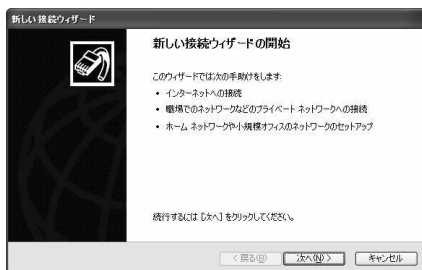 新しい接続ウィザード
新しい接続ウィザードの開始
このウィザードでは次の手助けをします:
• インターネットへの接続
• 職場でのネットワークなどのプライベート ネットワークへの接続
• ホーム ネットワークや小規模オフィスのネットワークのセットアップ
続行するには [次へ] をクリックしてください。
< 戻る(B) 次へ(N) > キャンセル